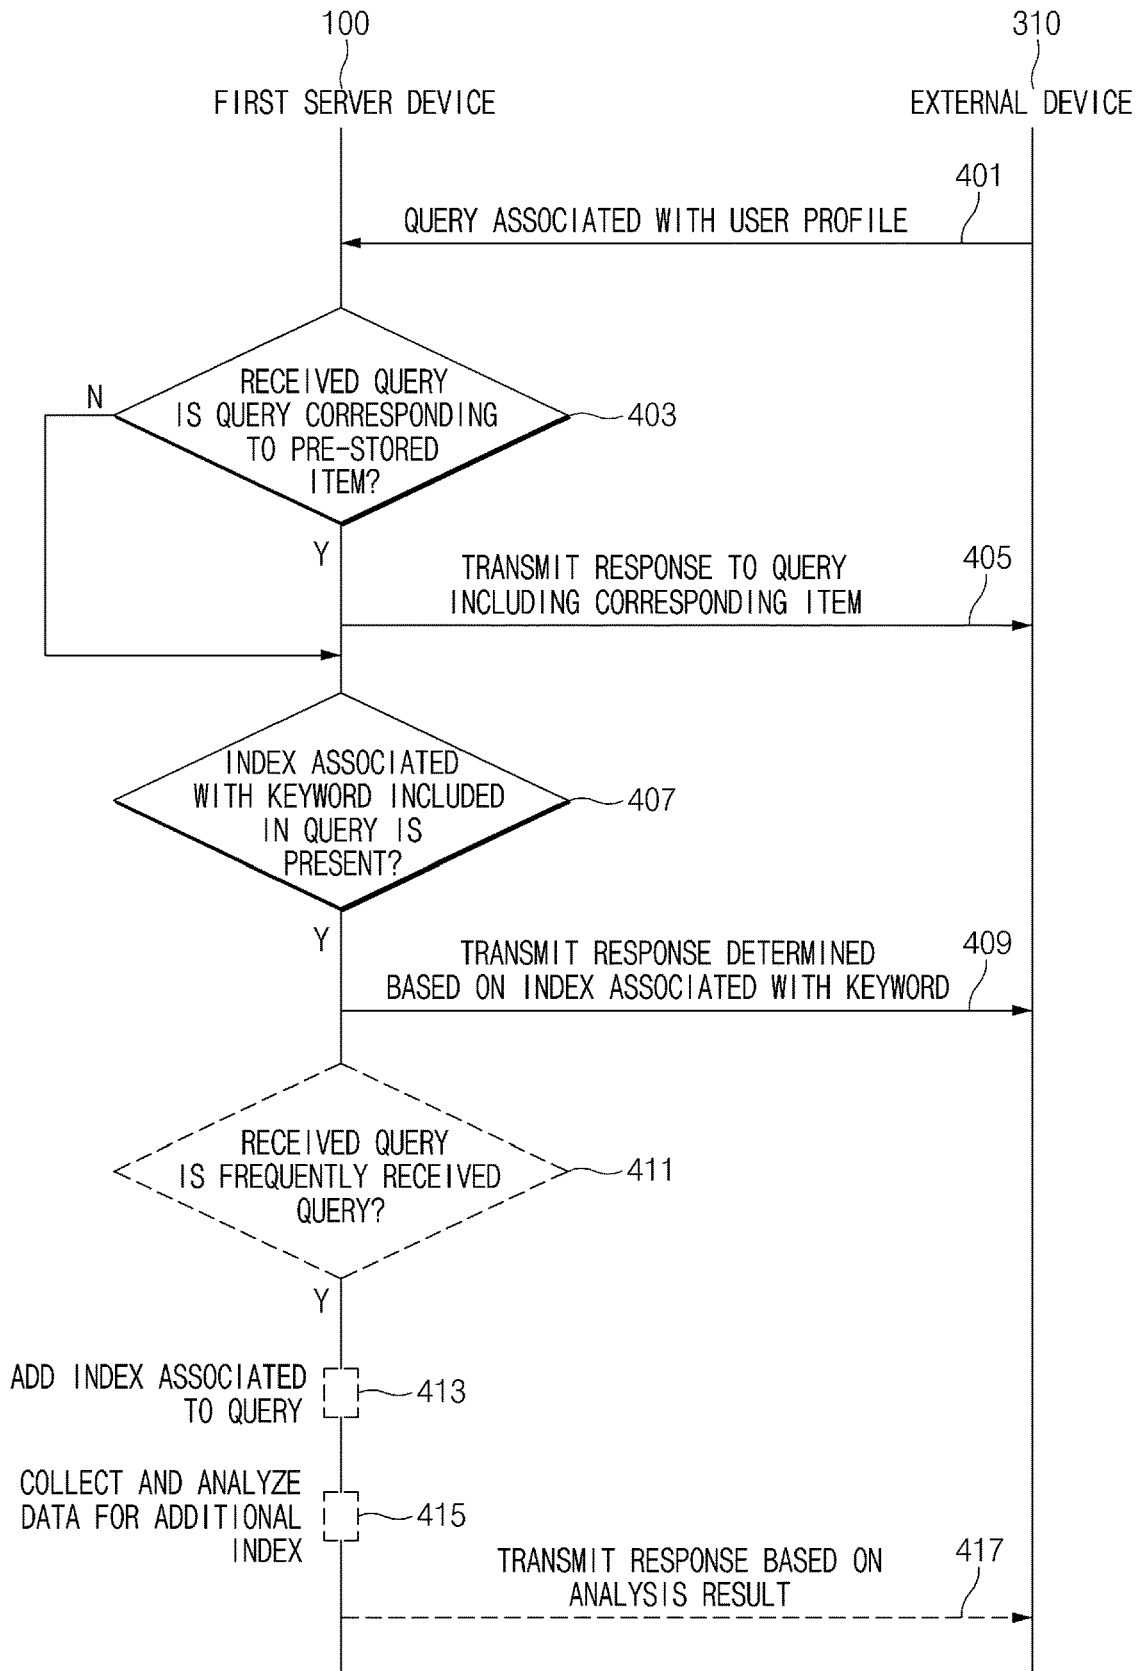 100
310
FIRST SERVER DEVICE
EXTERNAL DEVICE
401
QUERY ASSOCIATED WITH USER PROFILE
N
RECEIVED QUERY
IS QUERY CORRESPONDING
TO PRE-STORED
ITEM?
403
Y
TRANSMIT RESPONSE TO QUERY
INCLUDING CORRESPONDING ITEM
405
INDEX ASSOCIATED
WITH KEYWORD INCLUDED
IN QUERY IS
PRESENT?
407
Y
TRANSMIT RESPONSE DETERMINED
BASED ON INDEX ASSOCIATED WITH KEYWORD
409
RECEIVED QUERY
IS FREQUENTLY RECEIVED
QUERY?
411
Y
ADD INDEX ASSOCIATED
TO QUERY
413
COLLECT AND ANALYZE
DATA FOR ADDITIONAL
INDEX
415
TRANSMIT RESPONSE BASED ON
ANALYSIS RESULT
417